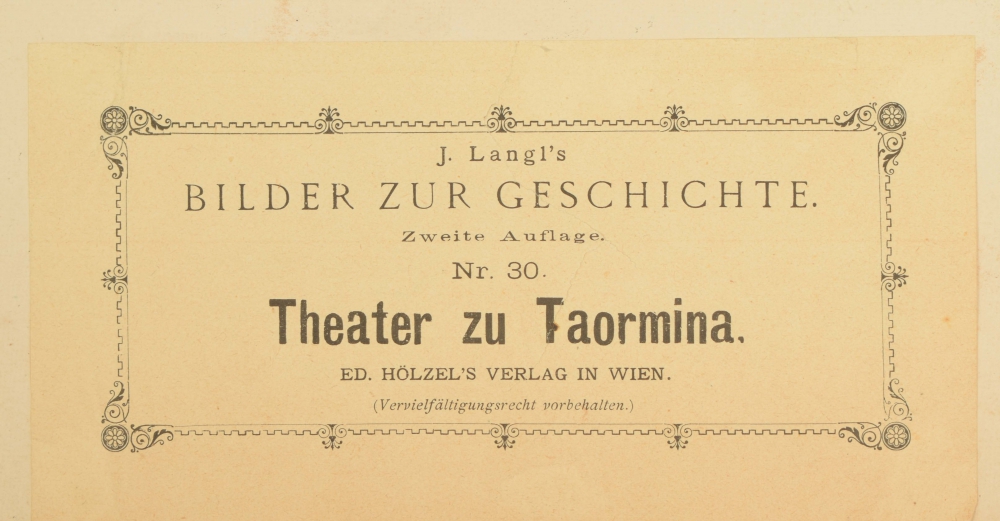 J. Langl's
BILDER ZUR GESCHICHTE.
Zweite Auflage.
Nr. 30.
Theater zu Taormina.
ED. HÖLZEL'S VERLAG IN WIEN.
(Vervielfältigungsrecht vorbehalten.)